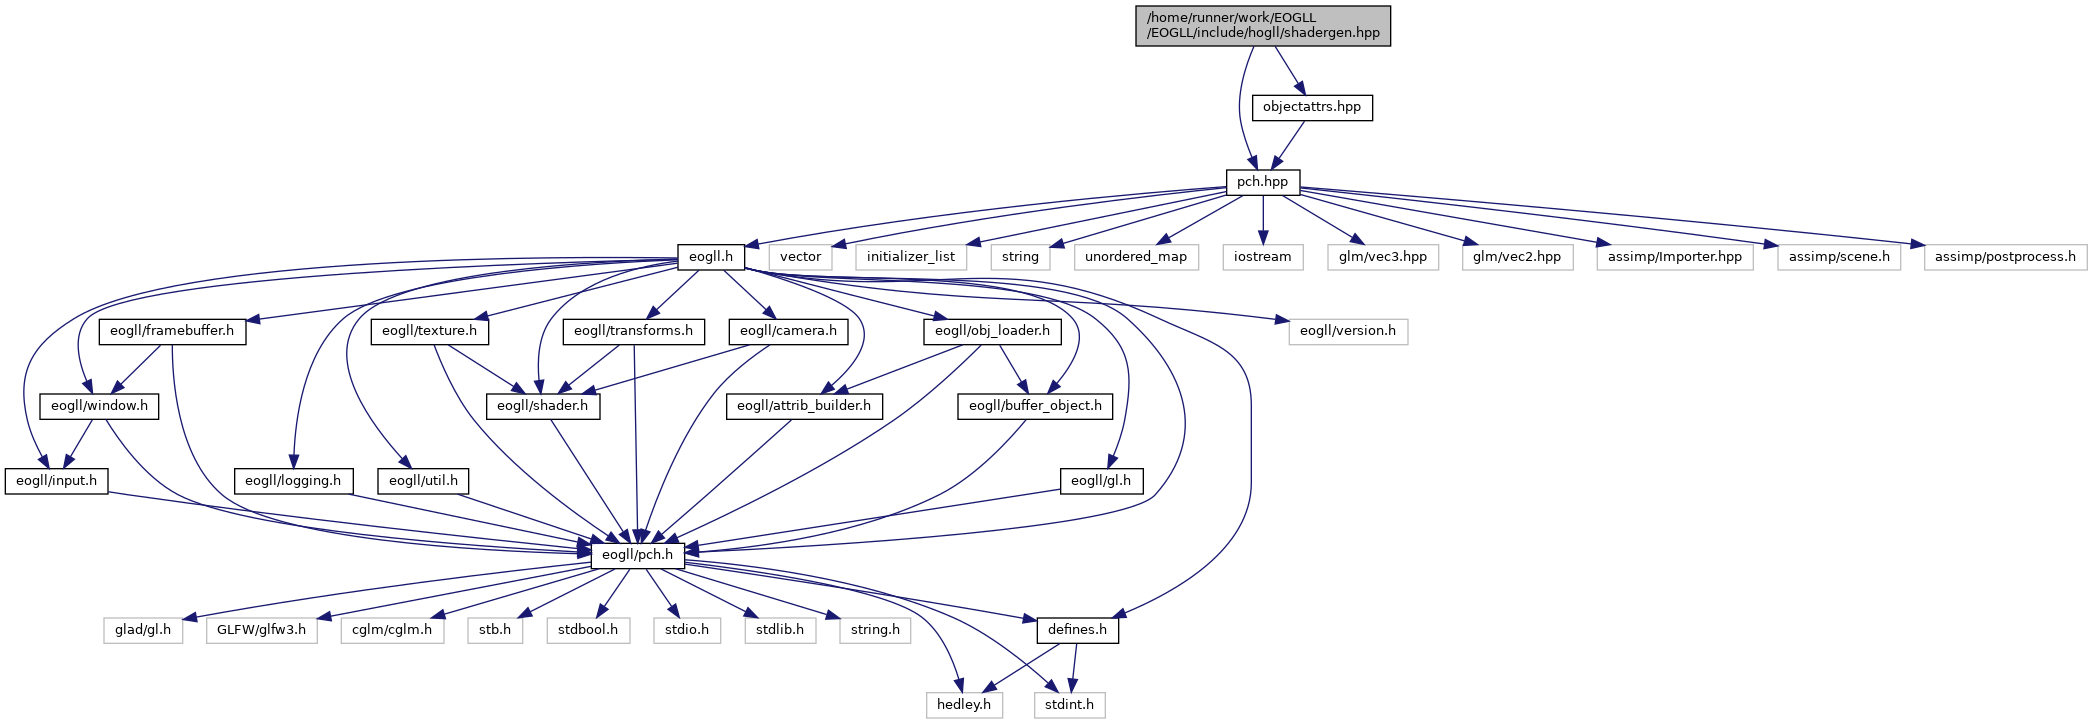 /home/runner/work/EOGLL
/EOGLL/include/hogll/shadergen.hpp
objectattrs.hpp
pch.hpp
eogll.h
vector
initializer_list
string
unordered_map
iostream
glm/vec3.hpp
glm/vec2.hpp
assimp/Importer.hpp
assimp/scene.h
assimp/postprocess.h
eogll/framebuffer.h
eogll/texture.h
eogll/transforms.h
eogll/camera.h
eogll/obj_loader.h
eogll/version.h
eogll/window.h
eogll/shader.h
eogll/attrib_builder.h
eogll/buffer_object.h
eogll/input.h
eogll/logging.h
eogll/util.h
eogll/gl.h
eogll/pch.h
glad/gl.h
GLFW/glfw3.h
cglm/cglm.h
stb.h
stdbool.h
stdio.h
stdlib.h
string.h
defines.h
hedley.h
stdint.h